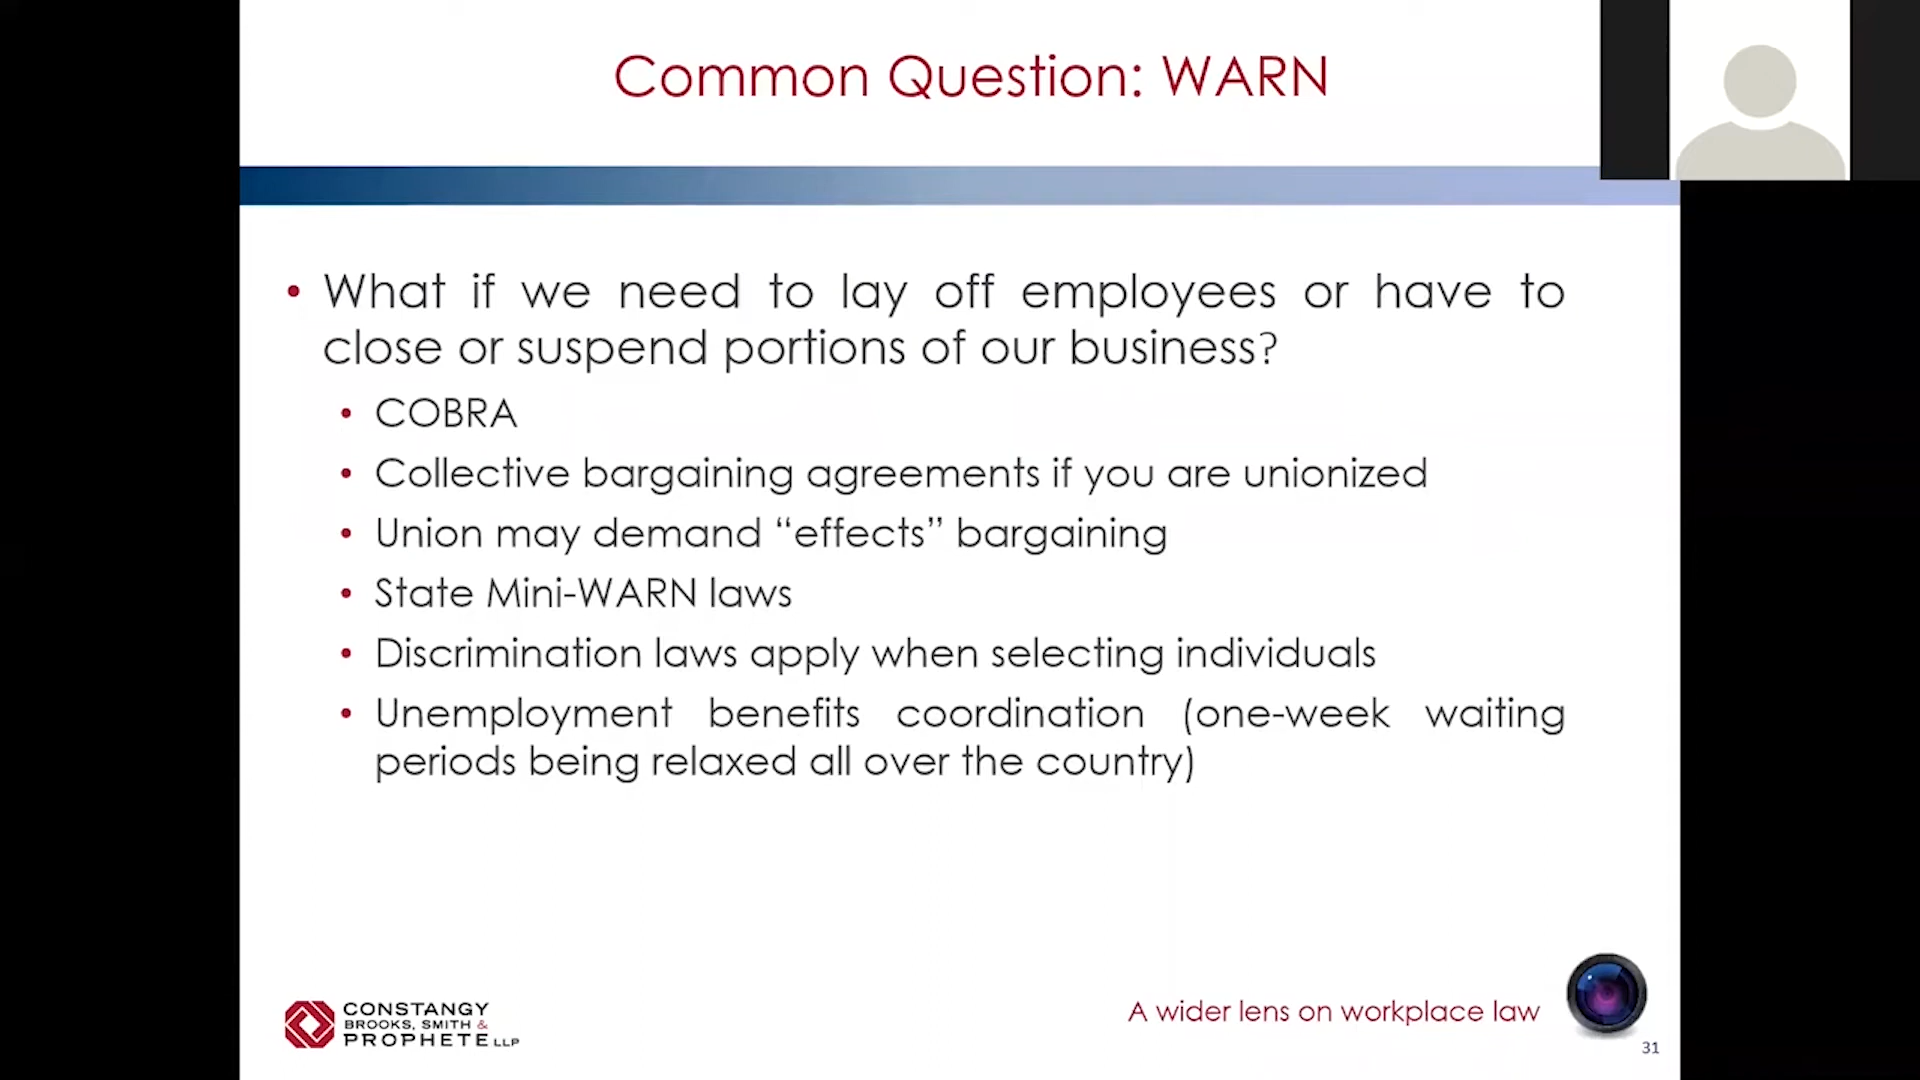 Common Question: WARN
• What if we need to lay off employees or have to
close or suspend portions of our business?
• COBRA
• Collective bargaining agreements if you are unionized
• Union may demand “effects” bargaining
• State Mini-WARN laws
• Discrimination laws apply when selecting individuals
• Unemployment benefits coordination (one-week waiting
periods being relaxed all over the country)
CONSTANGY
BROOKS, SMITH &
PROPHETE LLP
A wider lens on workplace law
31